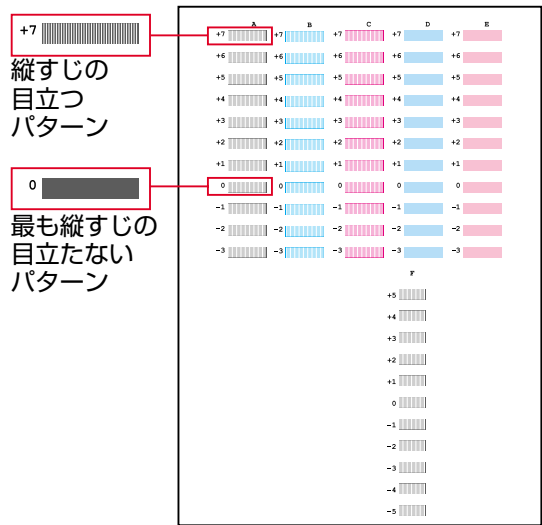 +7
縦すじの
目立つ
パターン
0
最も縦すじの
目立たない
パターン
A B C D E
+7 +7 +7 +7 +7
+6 +6 +6 +6 +6
+5 +5 +5 +5 +5
+4 +4 +4 +4 +4
+3 +3 +3 +3 +3
+2 +2 +2 +2 +2
+1 +1 +1 +1 +1
0 0 0 0 0
-1 -1 -1 -1 -1
-2 -2 -2 -2 -2
-3 -3 -3 -3 -3
F
+5
+4
+3
+2
+1
0
-1
-2
-3
-4
-5